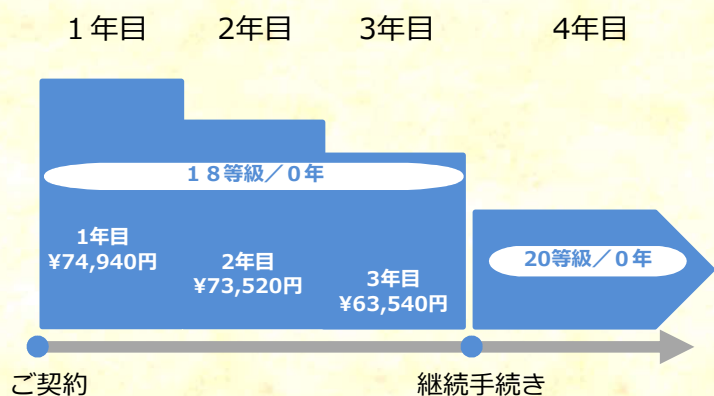 １年目
2年目
3年目
4年目
１８等級／０年
1年目
¥74,940円
2年目
¥73,520円
3年目
¥63,540円
20等級／０年
ご契約
継続手続き